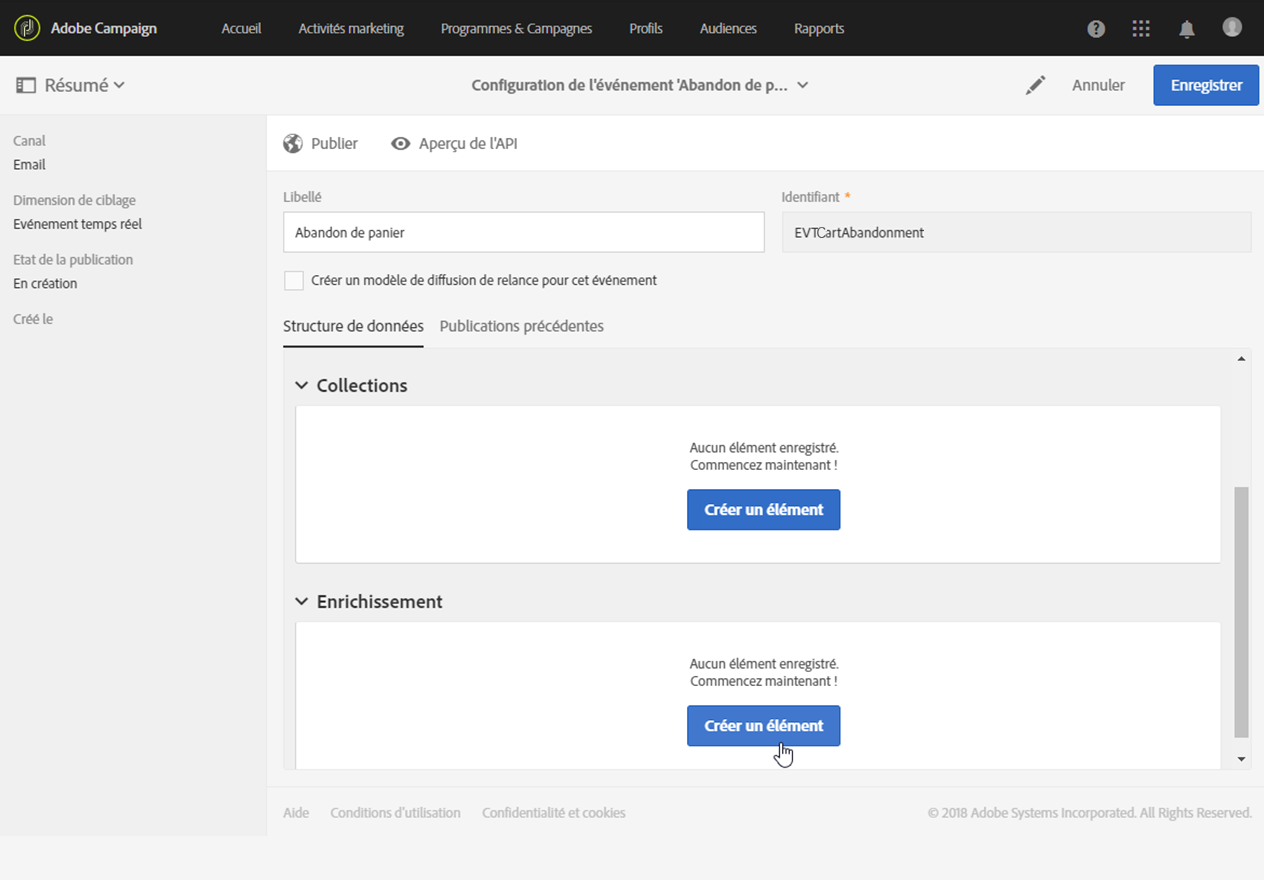 Adobe Campaign
Accueil
Activités marketing
Programmes & Campagnes
Profils
Audiences
Rapports
Résumé
Configuration de l'événement 'Abandon de p...
Annuler
Enregistrer
Canal
Email
Dimension de ciblage
Evénement temps réel
Etat de la publication
En création
Créé le
Publier
Aperçu de l'API
Libellé
Identifiant *
Abandon de panier
EVTCartAbandonment
Créer un modèle de diffusion de relance pour cet événement
Structure de données
Publications précédentes
Collections
Aucun élément enregistré.
Commencez maintenant !
Créer un élément
Enrichissement
Aucun élément enregistré.
Commencez maintenant !
Créer un élément
Aide
Conditions d'utilisation
Confidentialité et cookies
© 2018 Adobe Systems Incorporated. All Rights Reserved.